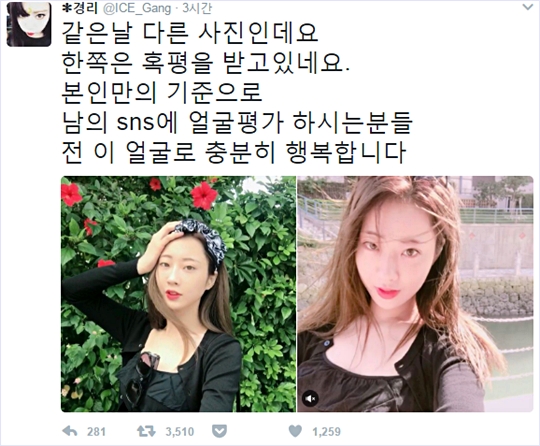 *경리 @ICE_Gang · 3시간
같은날 다른 사진인데요
한쪽은 혹평을 받고있네요.
본인만의 기준으로
남의 sns에 얼굴평가 하시는분들
전 이 얼굴로 충분히 행복합니다
281 3,510 1,259